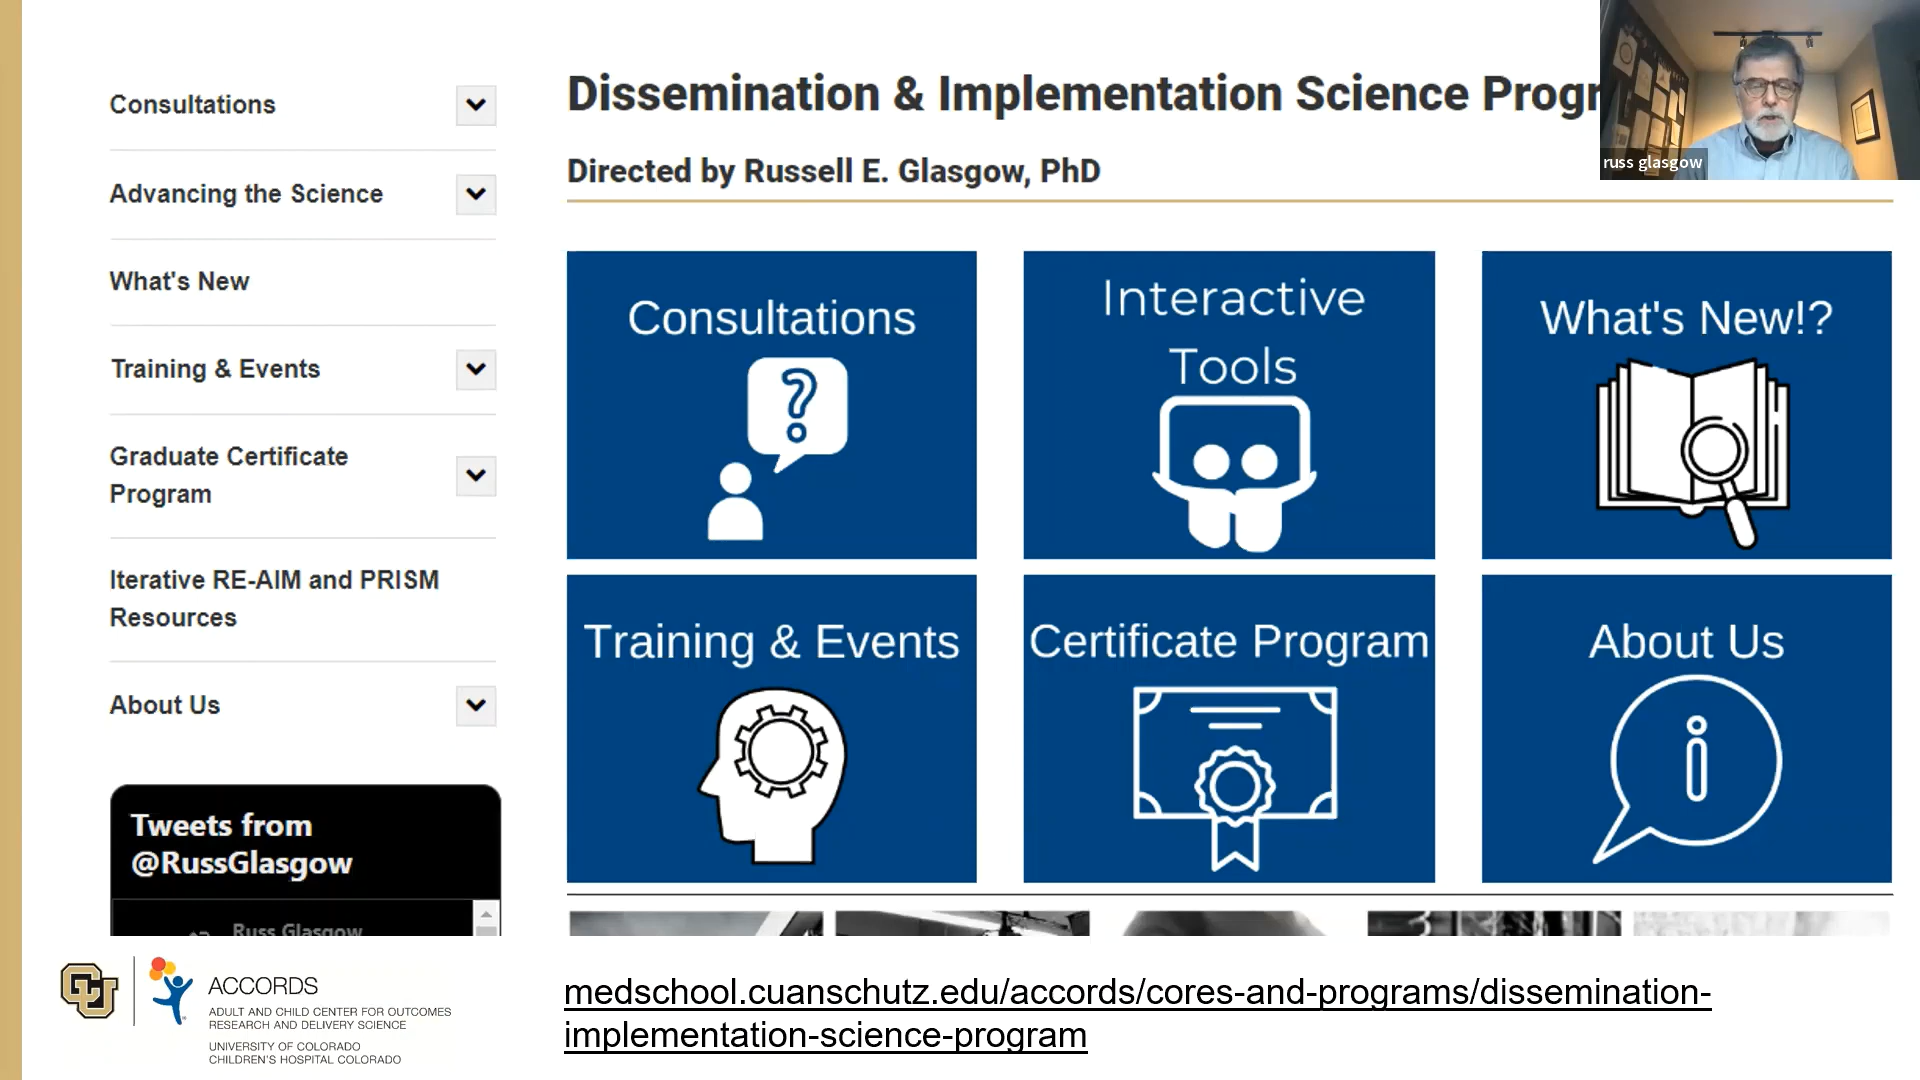 Consultations
Advancing the Science
What's New
Training & Events
Graduate Certificate
Program
Iterative RE-AIM and PRISM
Resources
About Us
Tweets from
@RussGlasgow
Russ Glasgow
Dissemination & Implementation Science Progr
Directed by Russell E. Glasgow, PhD
russ glasgow
Consultations
?
Interactive
Tools
What's New!?
Training & Events
Certificate Program
About Us
i
CU
ACCORDS
ADULT AND CHILD CENTER FOR OUTCOMES
RESEARCH AND DELIVERY SCIENCE
UNIVERSITY OF COLORADO
CHILDREN'S HOSPITAL COLORADO
medschool.cuanschutz.edu/accords/cores-and-programs/dissemination-
implementation-science-program